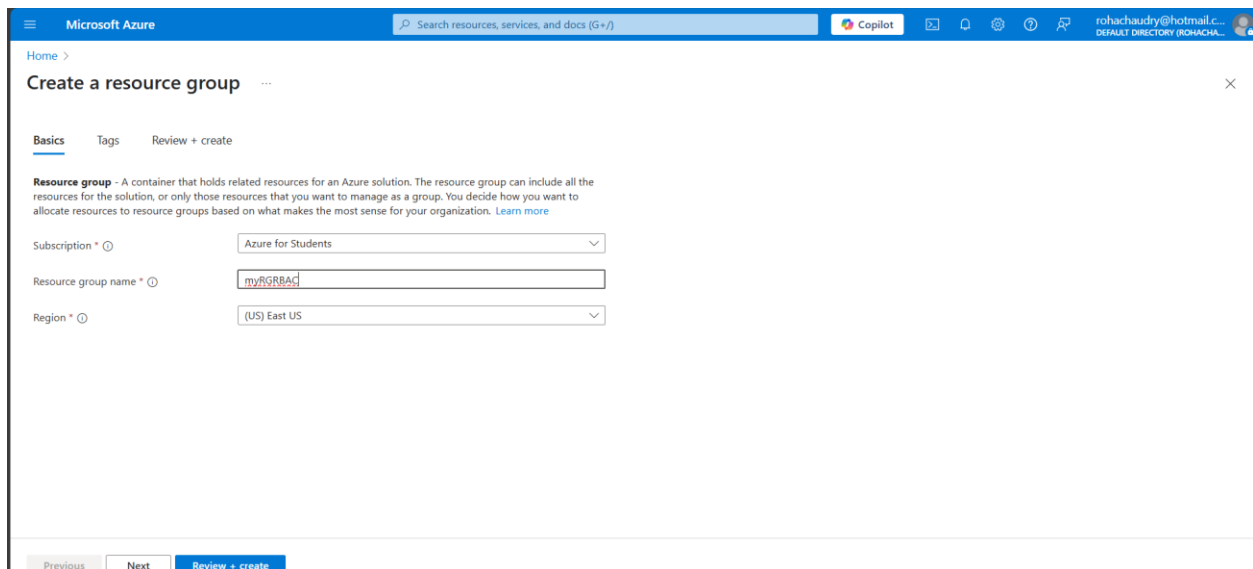 Microsoft Azure
Search resources, services, and docs (G+/)
Copilot
rohachaudry@hotmail.c...
DEFAULT DIRECTORY (ROHACHA...
Home >
Create a resource group ...
Basics Tags Review + create
Resource group - A container that holds related resources for an Azure solution. The resource group can include all the
resources for the solution, or only those resources that you want to manage as a group. You decide how you want to
allocate resources to resource groups based on what makes the most sense for your organization. Learn more
Subscription * Azure for Students
Resource group name * myRGRBAC
Region * (US) East US
Previous Next Review + create